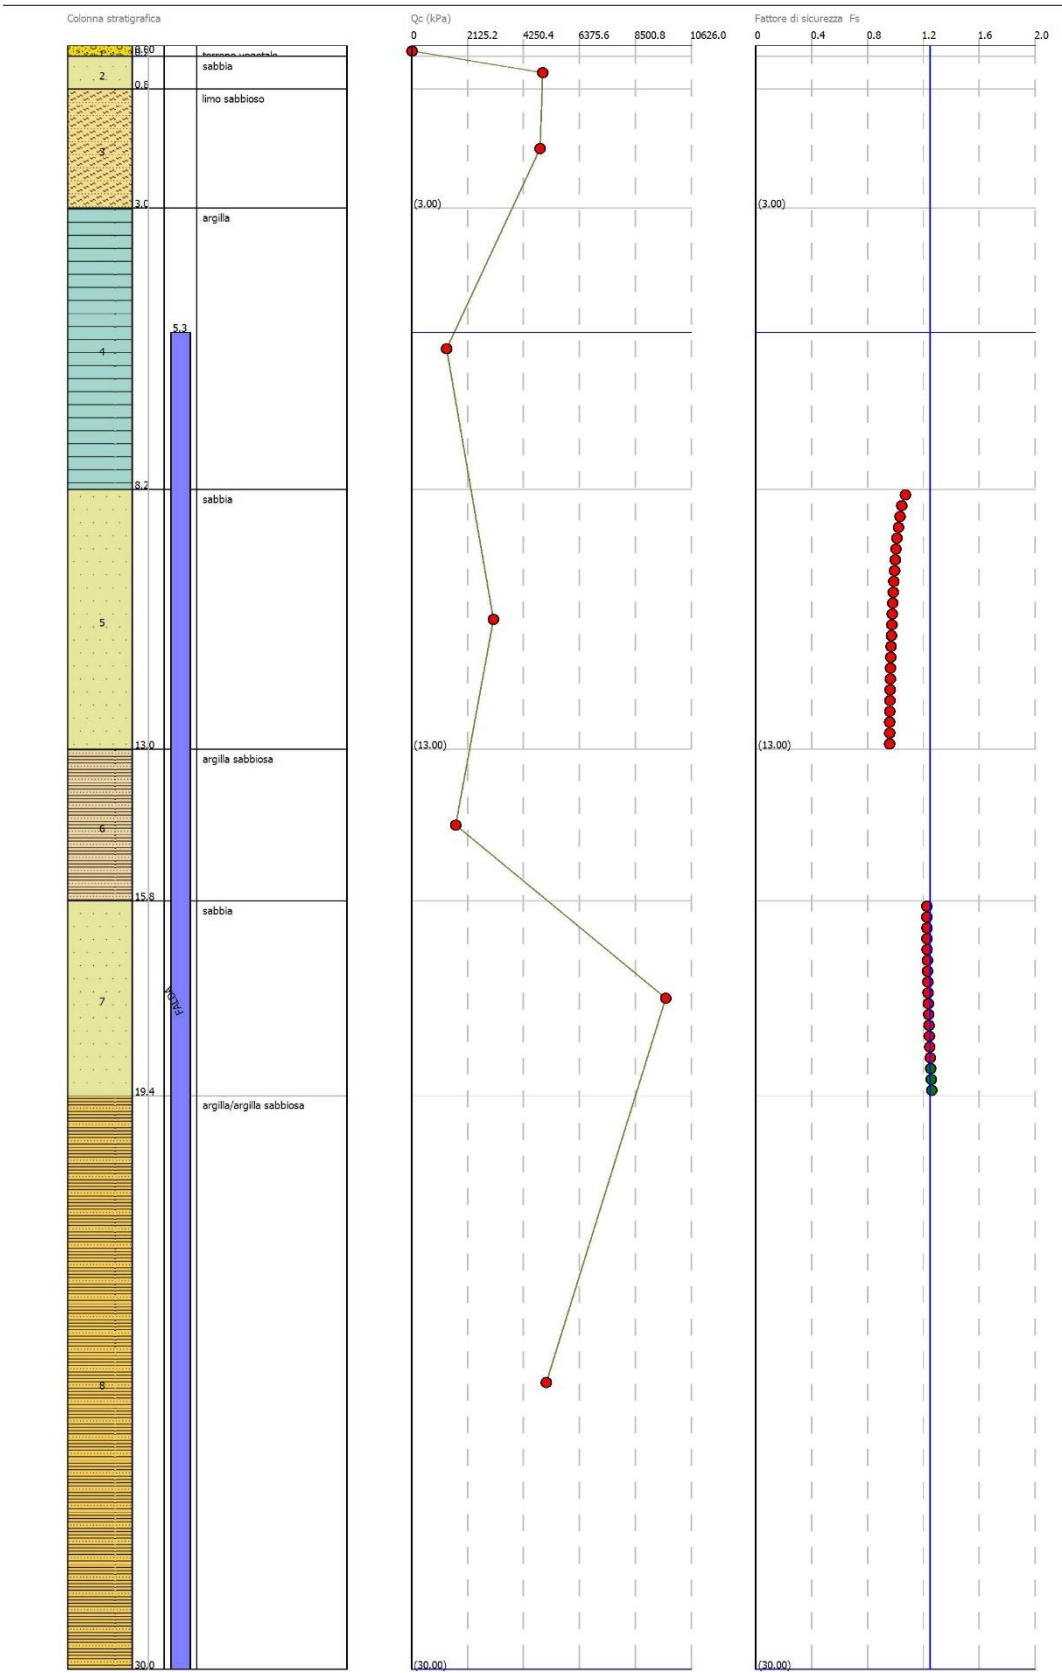 Colonna stratigrafica
Qc (kPa)
Fattore di sicurezza Fs
0 2125.2 4250.4 6375.6 8500.8 10626.0
0 0.4 0.8 1.2 1.6 2.0
1
terreno vegetale
sabbia
2
0.8
limo sabbioso
3
3.0
(3.00)
(3.00)
argilla
5.3
4
8.2
sabbia
5
13.0
(13.00)
(13.00)
argilla sabbiosa
6
15.8
sabbia
FALDA
7
19.4
argilla/argilla sabbiosa
8
30.0
(30.00)
(30.00)